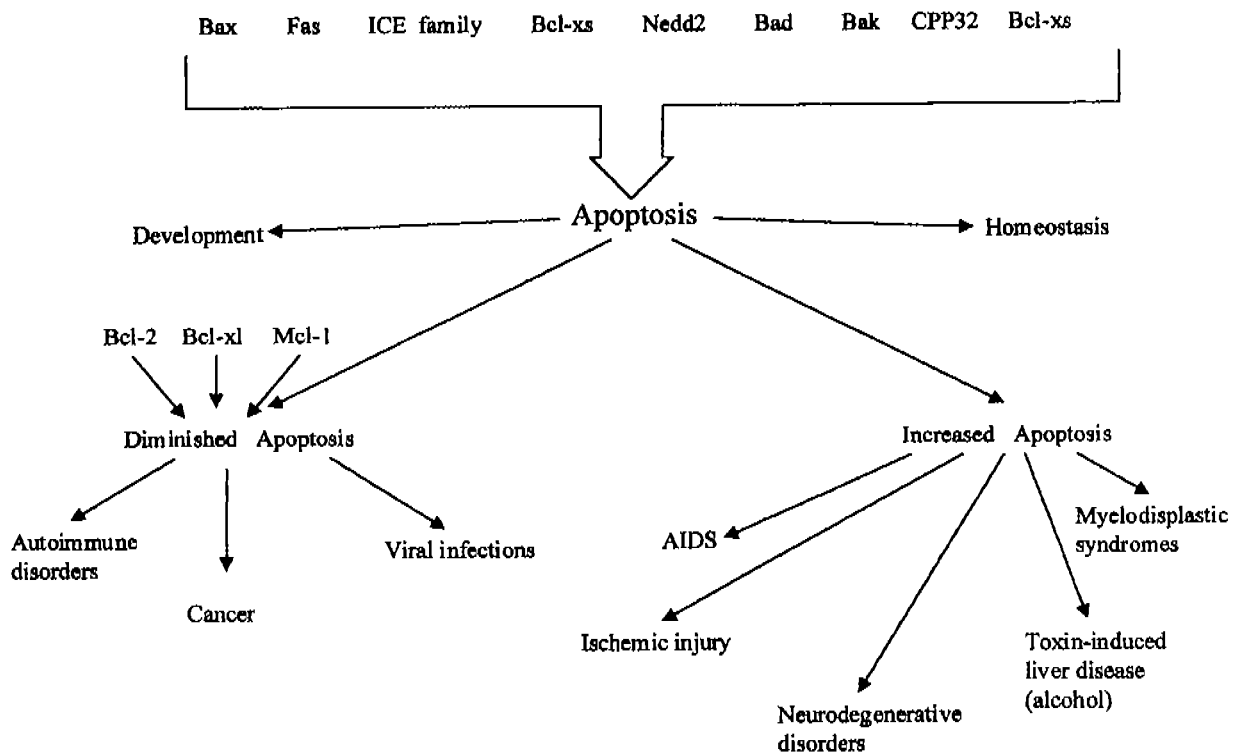 Bax Fas ICE family Bcl-xs Nedd2 Bad Bak CPP32 Bcl-xs
Apoptosis
Development
Homeostasis
Bcl-2 Bcl-xl Mcl-1
Diminished Apoptosis
Increased Apoptosis
Autoimmune
disorders
Cancer
Viral infections
AIDS
Ischemic injury
Neurodegenerative
disorders
Toxin-induced
liver disease
(alcohol)
Myelodisplastic
syndromes